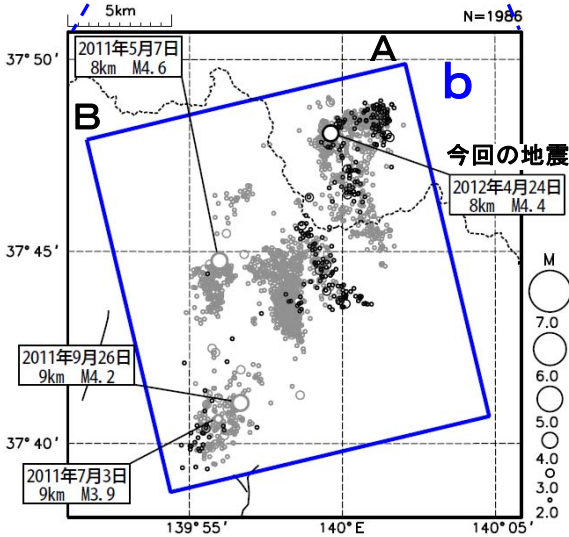 5km
N=1986
37°50′
2011年5月7日
8km M4.6
A
b
B
今回の地震
2012年4月24日
8km M4.4
37°45′
M
7.0
6.0
5.0
4.0
3.0
2.0
2011年9月26日
9km M4.2
37°40′
2011年7月3日
9km M3.9
139°55′
140°E
140°05′